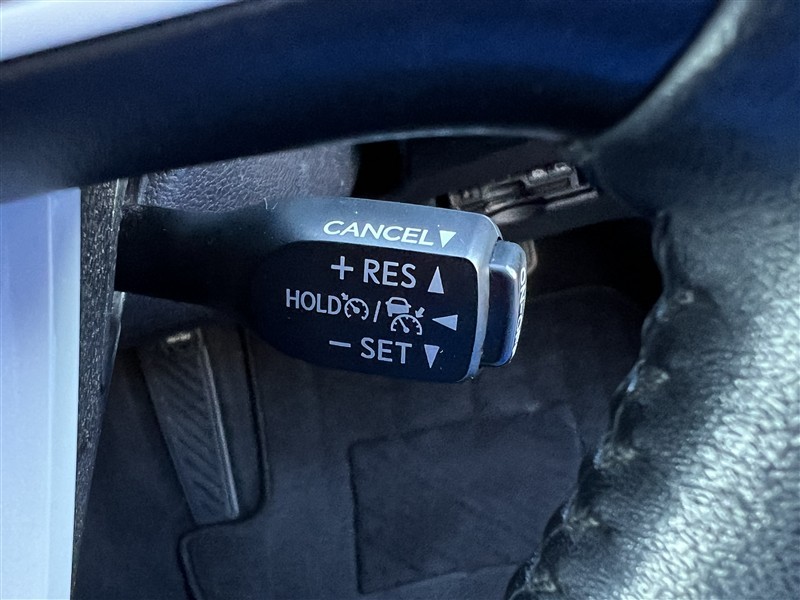 CANCEL▼
+ RES ▲
HOLD / ◀
− SET ▼